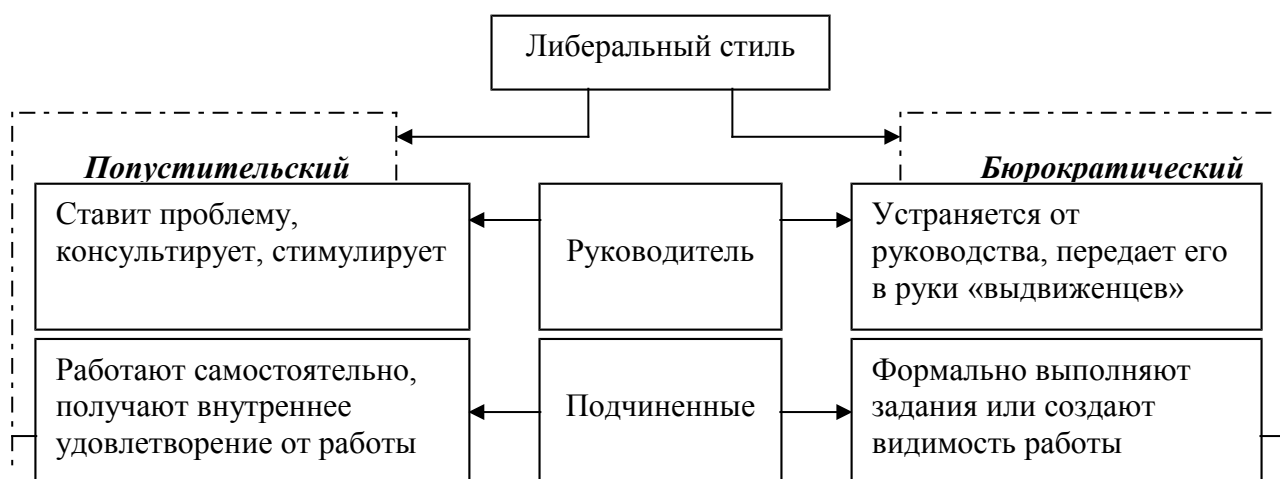 Либеральный стиль
Попустительский
Бюрократический
Ставит проблему,
консультирует, стимулирует
Руководитель
Устраняется от
руководства, передает его
в руки «выдвиженцев»
Работают самостоятельно,
получают внутреннее
удовлетворение от работы
Подчиненные
Формально выполняют
задания или создают
видимость работы